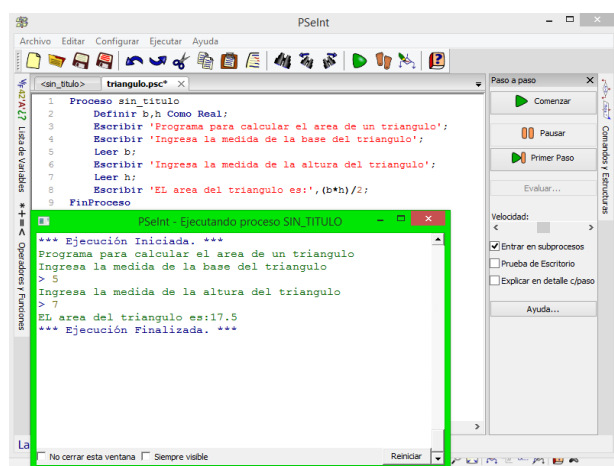 PSeInt
Archivo Editar Configurar Ejecutar Ayuda
<sin_titulo> triangulo.psc*
1 Proceso sin_titulo
2 Definir b,h Como Real;
3 Escribir 'Programa para calcular el area de un triangulo';
4 Escribir 'Ingresa la medida de la base del triangulo';
5 Leer b;
6 Escribir 'Ingresa la medida de la altura del triangulo';
7 Leer h;
8 Escribir 'EL area del triangulo es:',(b*h)/2;
9 FinProceso
Lista de Variables
Operadores y Funciones
PSeInt - Ejecutando proceso SIN_TITULO
*** Ejecución Iniciada. ***
Programa para calcular el area de un triangulo
Ingresa la medida de la base del triangulo
> 5
Ingresa la medida de la altura del triangulo
> 7
EL area del triangulo es:17.5
*** Ejecución Finalizada. ***
No cerrar esta ventana Siempre visible Reiniciar
La
Paso a paso
Comenzar
Pausar
Primer Paso
Evaluar...
Velocidad:
Entrar en subprocesos
Prueba de Escritorio
Explicar en detalle c/paso
Ayuda...
Comandos y Estructuras